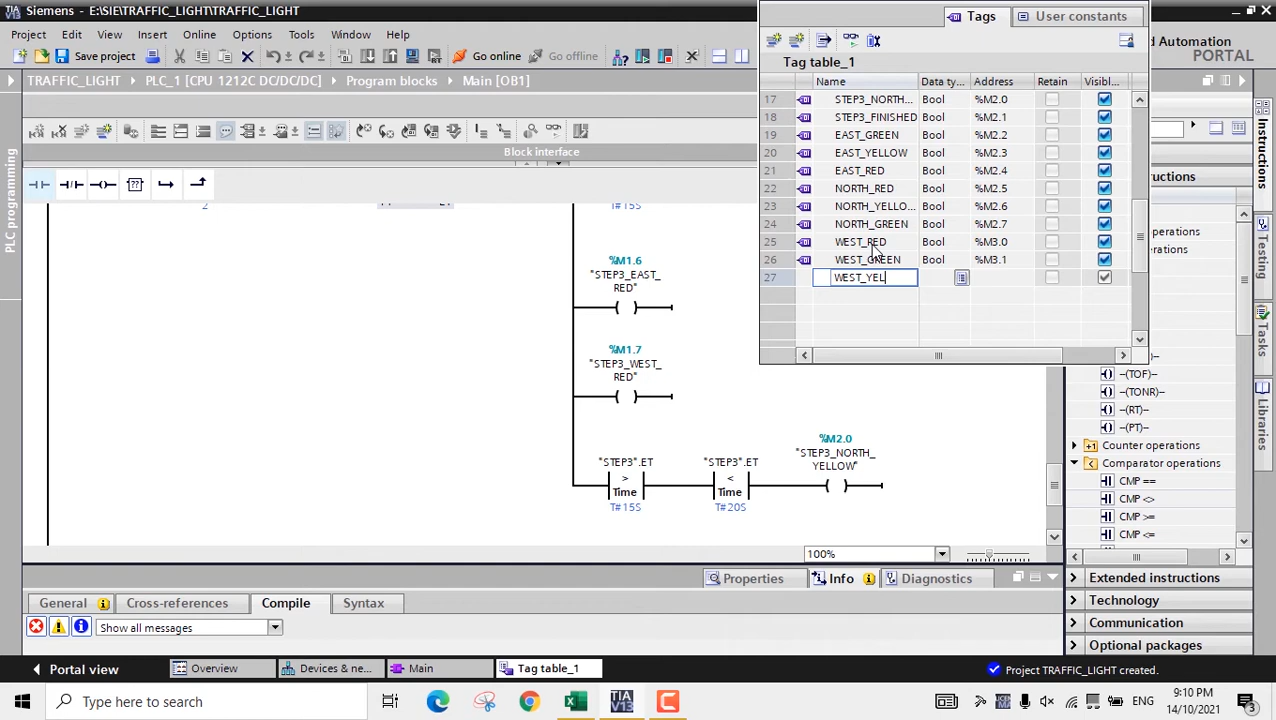 Siemens - E:\SIE\TRAFFIC_LIGHT\TRAFFIC_LIGHT
Project Edit View Insert Online Options Tools Window Help
Save project
Go online
Go offline
Automation
PORTAL
TRAFFIC_LIGHT
PLC_1 [CPU 1212C DC/DC/DC]
Program blocks
Main [OB1]
Tags
User constants
Tag table_1
Name Data ty... Address Retain Visibl...
17 STEP3_NORTH... Bool %M2.0
18 STEP3_FINISHED Bool %M2.1
19 EAST_GREEN Bool %M2.2
20 EAST_YELLOW Bool %M2.3
21 EAST_RED Bool %M2.4
22 NORTH_RED Bool %M2.5
23 NORTH_YELLO... Bool %M2.6
24 NORTH_GREEN Bool %M2.7
25 WEST_RED Bool %M3.0
26 WEST_GREEN Bool %M3.1
27 WEST_YEL
Block interface
PLC programming
2
ET
T#15S
%M1.6
"STEP3_EAST_
RED"
%M1.7
"STEP3_WEST_
RED"
%M2.0
"STEP3_NORTH_
YELLOW"
"STEP3".ET
>
Time
T#15S
"STEP3".ET
<
Time
T#20S
100%
Instructions
Testing
Tasks
Libraries
-(TOF)-
-(TONR)-
-(RT)-
-(PT)-
Counter operations
Comparator operations
CMP ==
CMP <>
CMP >=
CMP <=
Extended instructions
Technology
Communication
Optional packages
Properties
Info
Diagnostics
General
Cross-references
Compile
Syntax
Show all messages
Portal view
Overview
Devices & ne...
Main
Tag table_1
Project TRAFFIC_LIGHT created.
Type here to search
TIA
V13
ENG
9:10 PM
14/10/2021
3